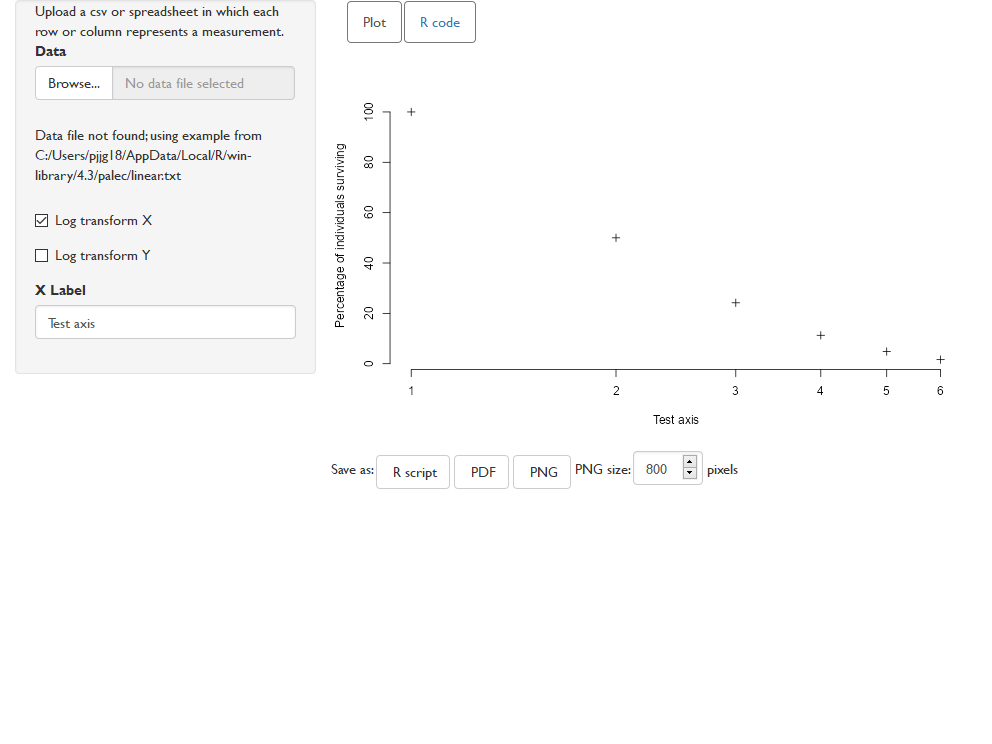 Upload a csv or spreadsheet in which each
row or column represents a measurement.
Data
Browse... No data file selected
Data file not found; using example from
C:/Users/pjjg18/AppData/Local/R/win-
library/4.3/palec/linear.txt
Log transform X
Log transform Y
X Label
Test axis
Plot R code
Percentage of individuals surviving
100
80
60
40
20
0
1 2 3 4 5 6
Test axis
Save as: R script PDF PNG PNG size: 800 pixels